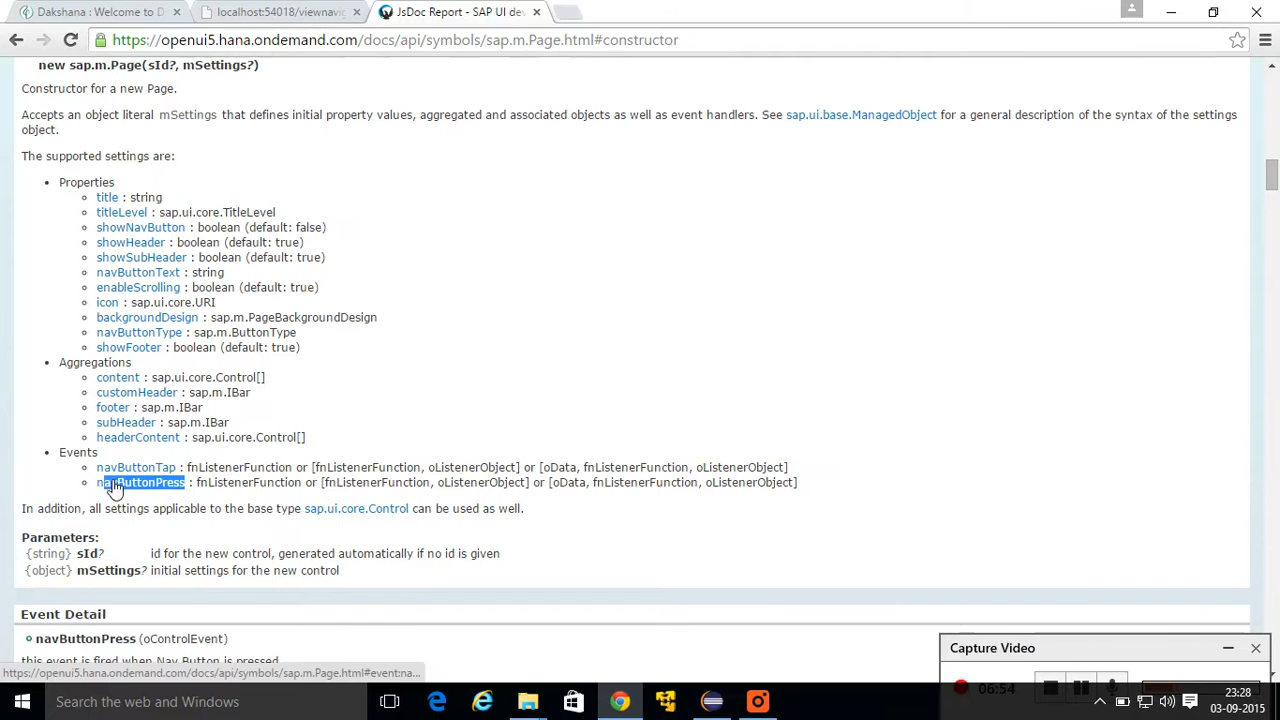 Dakshana : Welcome to D
localhost:54018/viewnavig
JsDoc Report - SAP UI dev
https://openui5.hana.ondemand.com/docs/api/symbols/sap.m.Page.html#constructor
new sap.m.Page(sId?, mSettings?)
Constructor for a new Page.
Accepts an object literal mSettings that defines initial property values, aggregated and associated objects as well as event handlers. See sap.ui.base.ManagedObject for a general description of the syntax of the settings
object.
The supported settings are:
Properties
title : string
titleLevel : sap.ui.core.TitleLevel
showNavButton : boolean (default: false)
showHeader : boolean (default: true)
showSubHeader : boolean (default: true)
navButtonText : string
enableScrolling : boolean (default: true)
icon : sap.ui.core.URI
backgroundDesign : sap.m.PageBackgroundDesign
navButtonType : sap.m.ButtonType
showFooter : boolean (default: true)
Aggregations
content : sap.ui.core.Control[]
customHeader : sap.m.IBar
footer : sap.m.IBar
subHeader : sap.m.IBar
headerContent : sap.ui.core.Control[]
Events
navButtonTap : fnListenerFunction or [fnListenerFunction, oListenerObject] or [oData, fnListenerFunction, oListenerObject]
navButtonPress : fnListenerFunction or [fnListenerFunction, oListenerObject] or [oData, fnListenerFunction, oListenerObject]
In addition, all settings applicable to the base type sap.ui.core.Control can be used as well.
Parameters:
{string} sId? id for the new control, generated automatically if no id is given
{object} mSettings? initial settings for the new control
Event Detail
navButtonPress (oControlEvent)
this event is fired when Nav Button is pressed
https://openui5.hana.ondemand.com/docs/api/symbols/sap.m.Page.html#event:na...
Capture Video
06:54
Search the web and Windows
23:28
03-09-2015